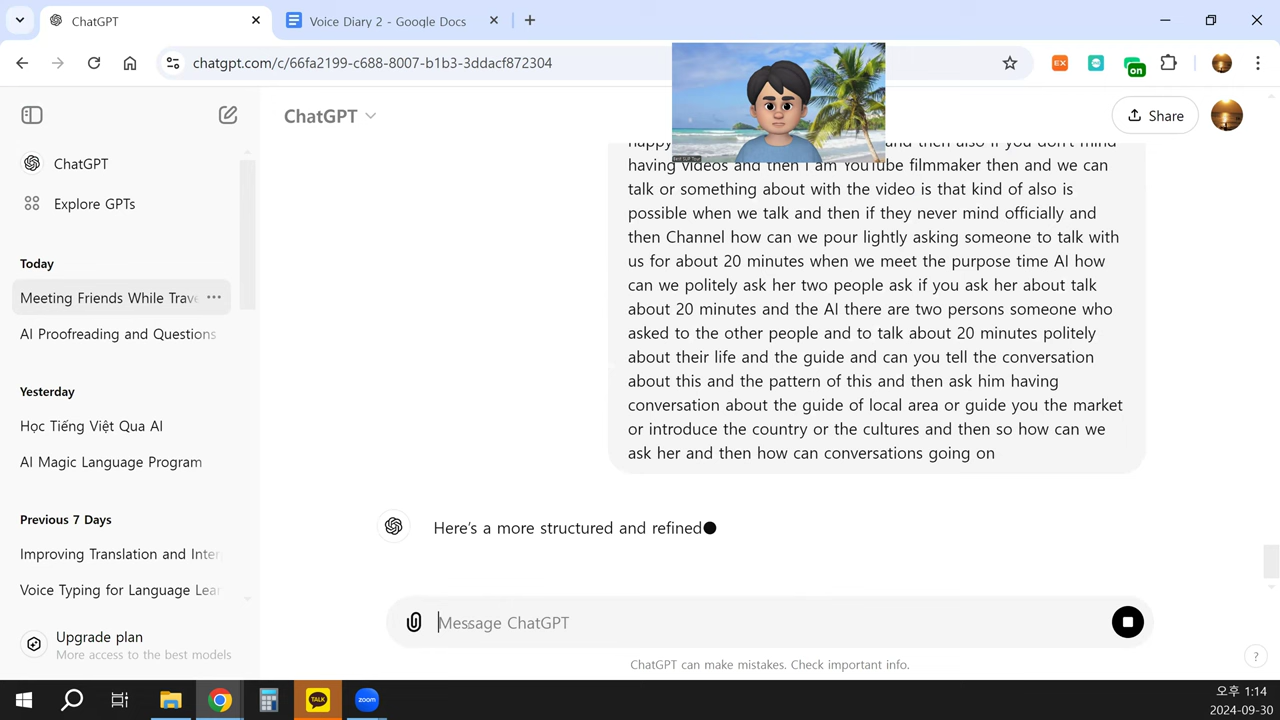 ChatGPT
Voice Diary 2 - Google Docs
chatgpt.com/c/66fa2199-c688-8007-b1b3-3ddacf872304
EX
on
ChatGPT
Share
ChatGPT
Explore GPTs
Today
Meeting Friends While Trave
AI Proofreading and Questions
Yesterday
Học Tiếng Việt Qua AI
AI Magic Language Program
Previous 7 Days
Improving Translation and Inter
Voice Typing for Language Lear
Upgrade plan
More access to the best models
happy and then also if you don't mind
having videos and then I am YouTube filmmaker then and we can
talk or something about with the video is that kind of also is
possible when we talk and then if they never mind officially and
then Channel how can we pour lightly asking someone to talk with
us for about 20 minutes when we meet the purpose time AI how
can we politely ask her two people ask if you ask her about talk
about 20 minutes and the AI there are two persons someone who
asked to the other people and to talk about 20 minutes politely
about their life and the guide and can you tell the conversation
about this and the pattern of this and then ask him having
conversation about the guide of local area or guide you the market
or introduce the country or the cultures and then so how can we
ask her and then how can conversations going on
Here's a more structured and refined
Message ChatGPT
ChatGPT can make mistakes. Check important info.
?
TALK
zoom
오후 1:14
2024-09-30